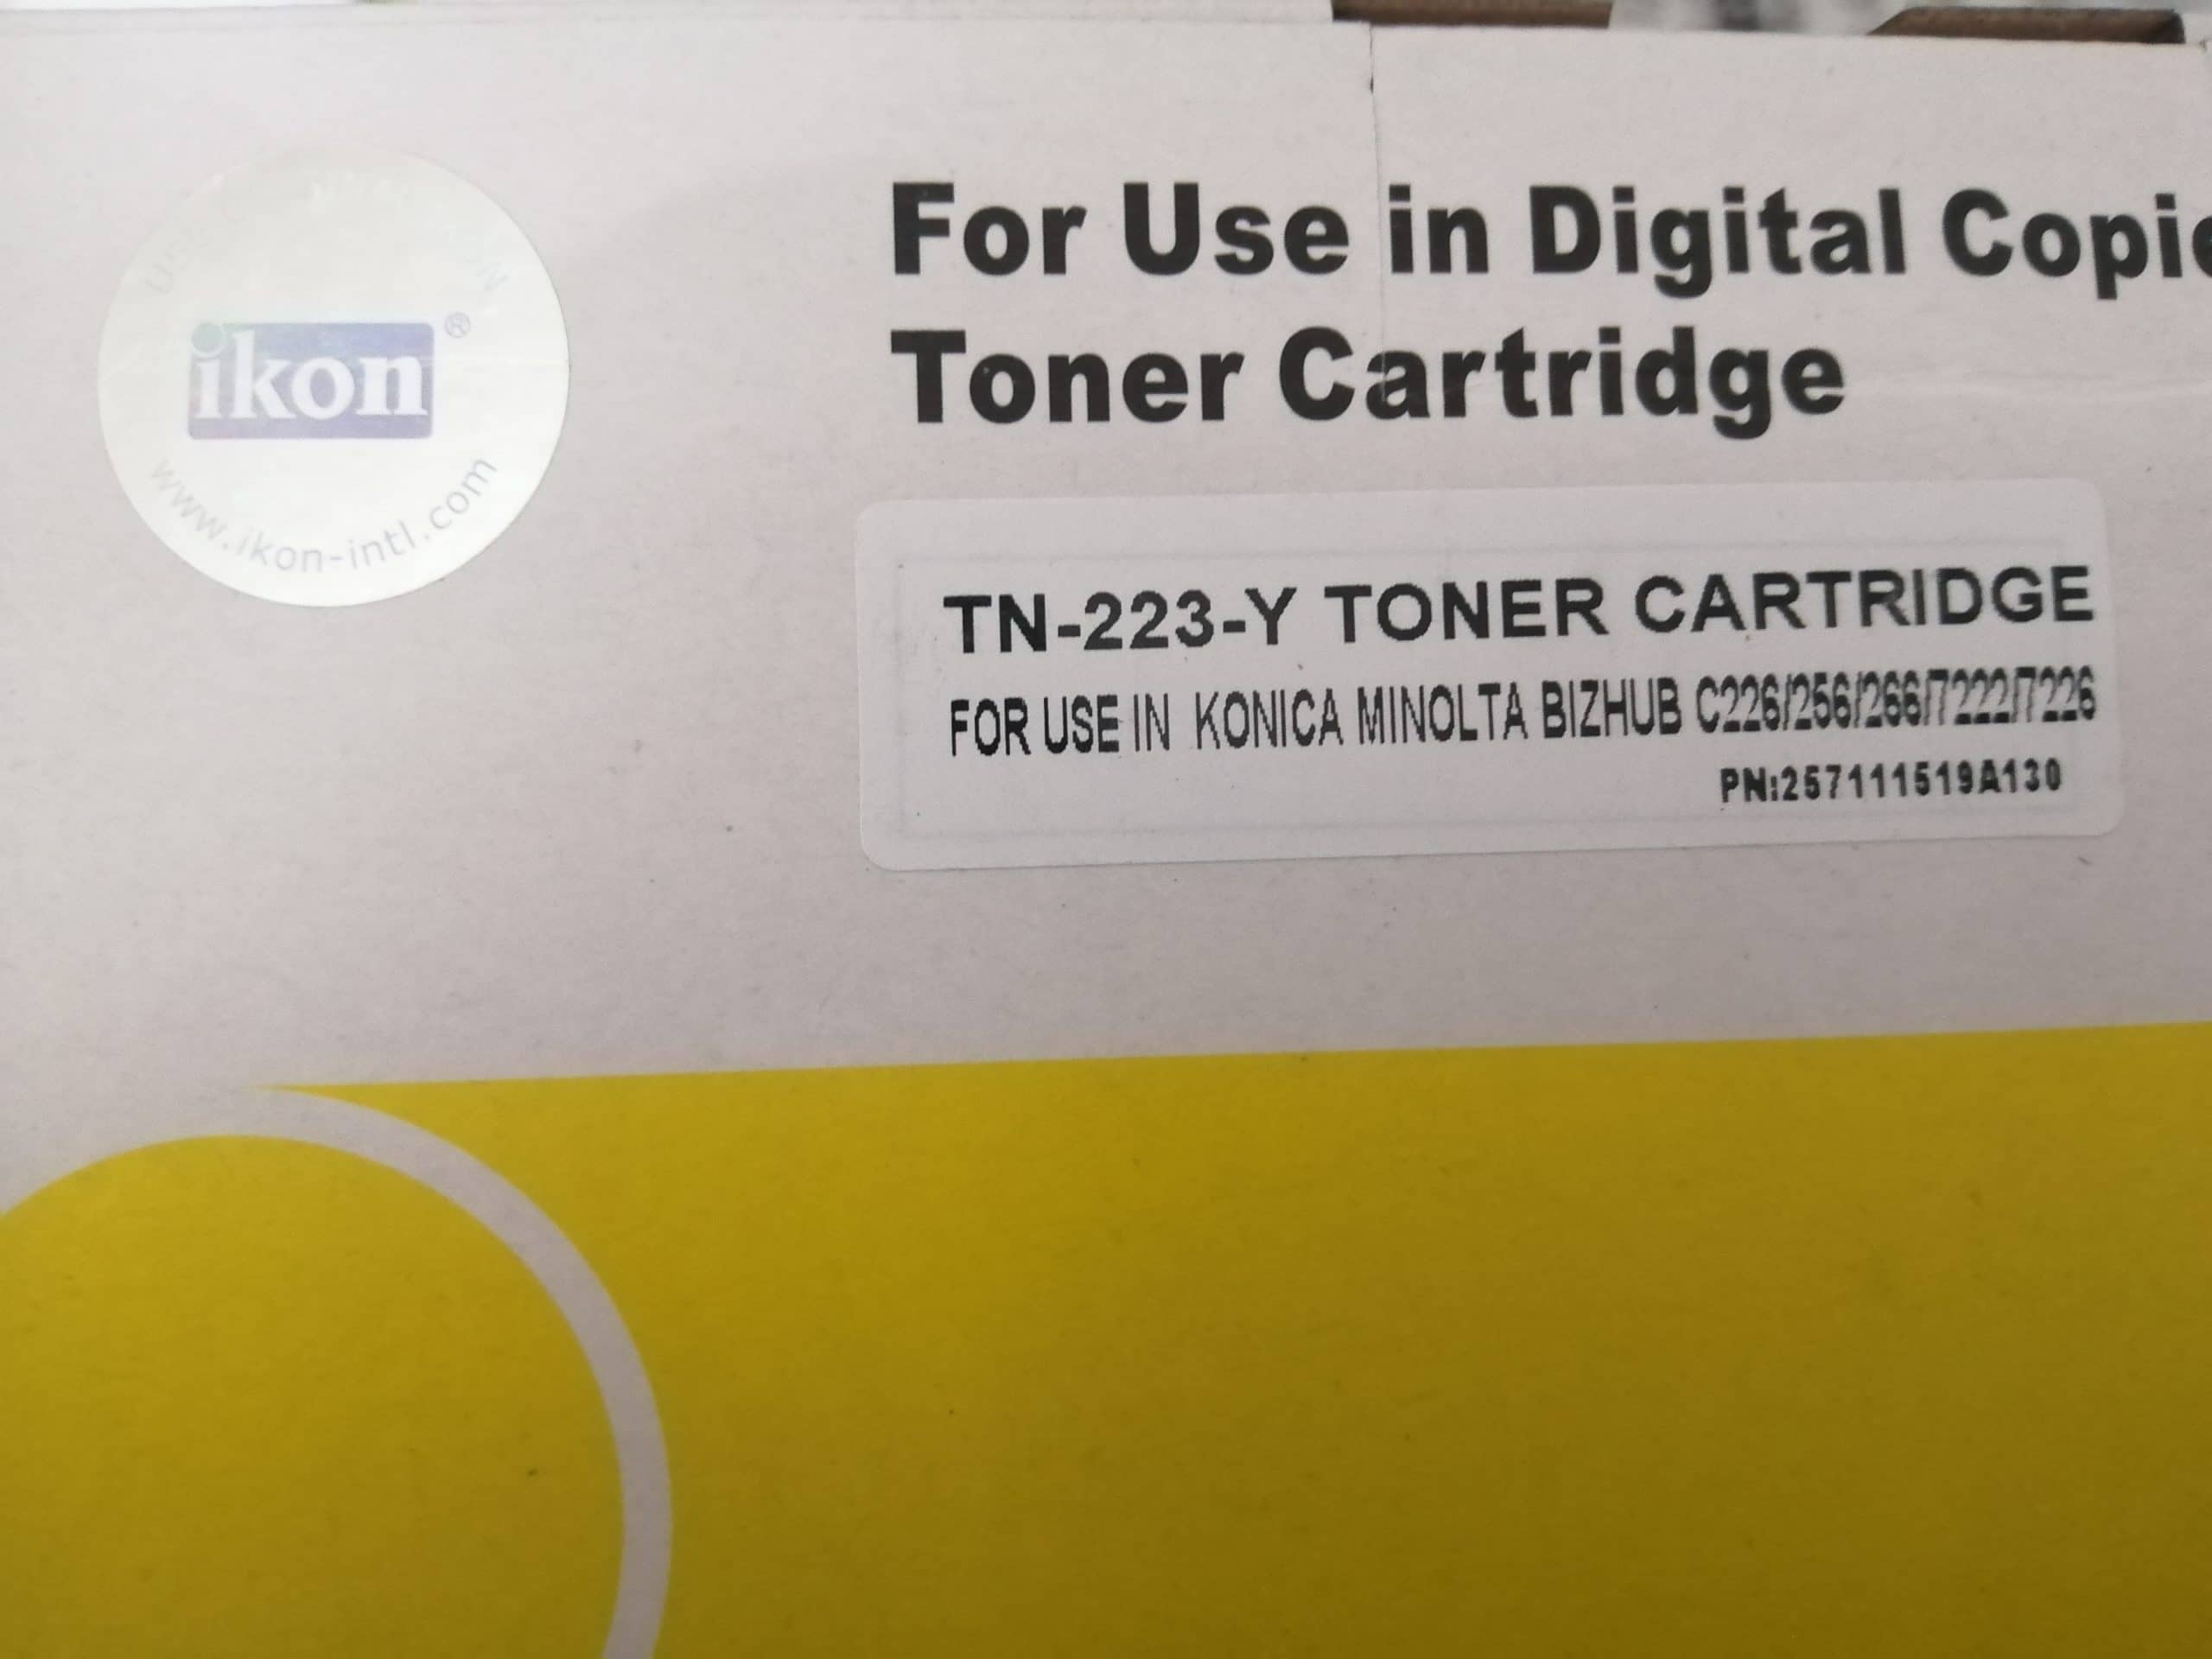 For Use in Digital Copie
Toner Cartridge
ikon®
www.ikon-intl.com
TN-223-Y TONER CARTRIDGE
FOR USE IN KONICA MINOLTA BIZHUB C226/256/266/7222/7226
PN:257111519A130